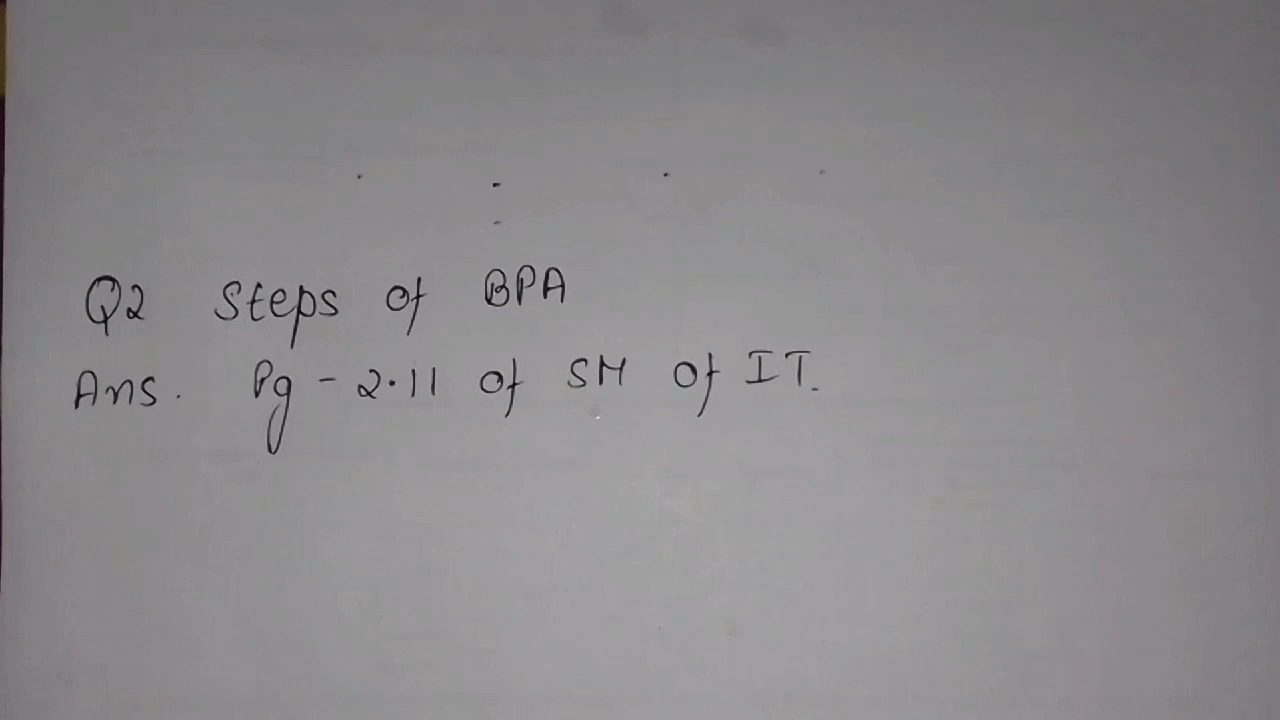 Q2 Steps of BPA
Ans. Pg - 2.11 of SM of IT.